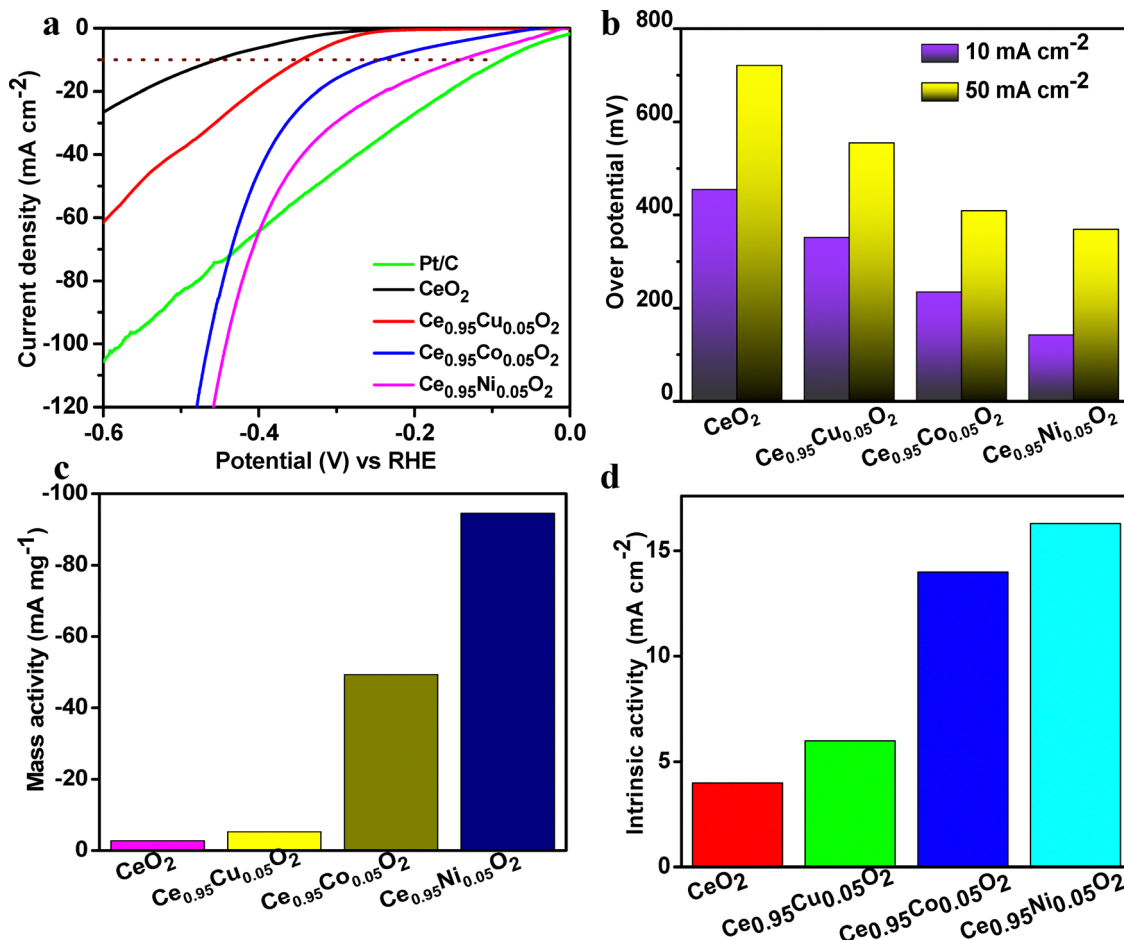 a
0
-20
-40
-60
-80
-100
-120
Current density (mA cm⁻²)
-0.6
-0.4
-0.2
0.0
Potential (V) vs RHE
Pt/C
CeO₂
Ce₀.₉₅Cu₀.₀₅O₂
Ce₀.₉₅Co₀.₀₅O₂
Ce₀.₉₅Ni₀.₀₅O₂
b
800
600
400
200
0
Over potential (mV)
10 mA cm⁻²
50 mA cm⁻²
CeO₂
Ce₀.₉₅Cu₀.₀₅O₂
Ce₀.₉₅Co₀.₀₅O₂
Ce₀.₉₅Ni₀.₀₅O₂
c
-100
-80
-60
-40
-20
0
Mass activity (mA mg⁻¹)
CeO₂
Ce₀.₉₅Cu₀.₀₅O₂
Ce₀.₉₅Co₀.₀₅O₂
Ce₀.₉₅Ni₀.₀₅O₂
d
15
10
5
0
Intrinsic activity (mA cm⁻²)
CeO₂
Ce₀.₉₅Cu₀.₀₅O₂
Ce₀.₉₅Co₀.₀₅O₂
Ce₀.₉₅Ni₀.₀₅O₂